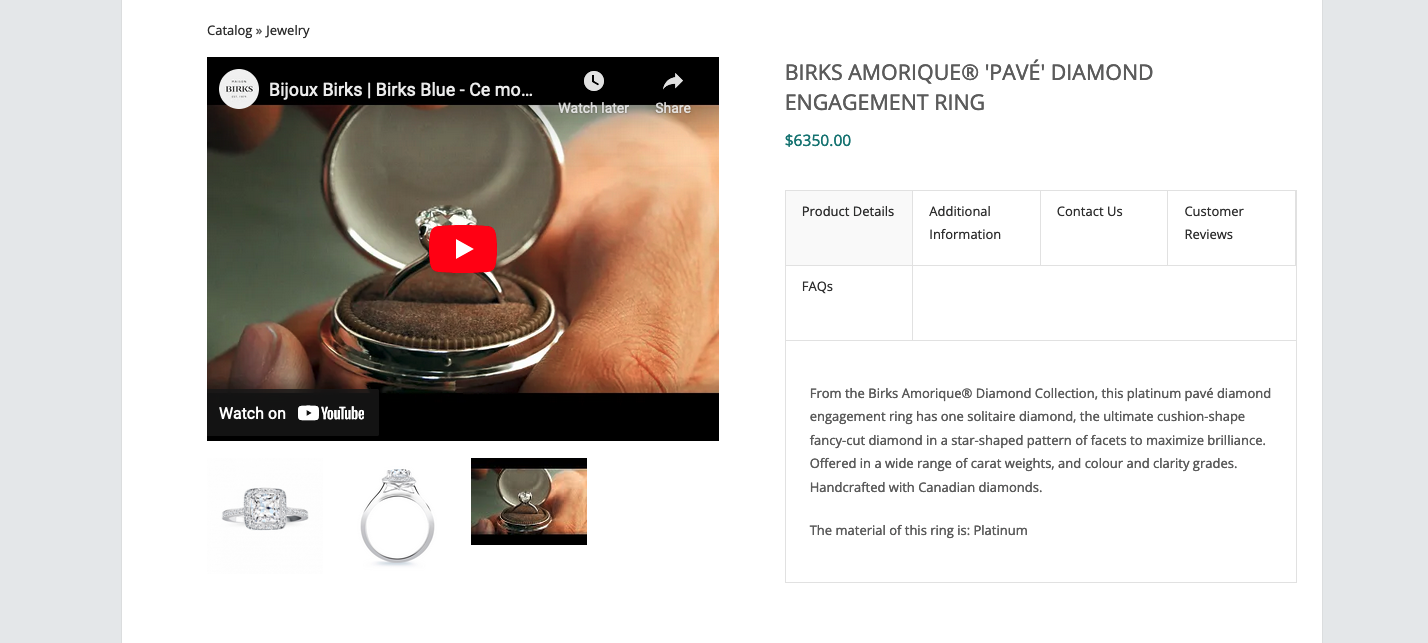 Catalog » Jewelry
MAISON
BIRKS
EST. 1879
Bijoux Birks | Birks Blue - Ce mo...
Watch later
Share
Watch on YouTube
BIRKS AMORIQUE® 'PAVÉ' DIAMOND
ENGAGEMENT RING
$6350.00
Product Details
Additional
Information
Contact Us
Customer
Reviews
FAQs
From the Birks Amorique® Diamond Collection, this platinum pavé diamond
engagement ring has one solitaire diamond, the ultimate cushion-shape
fancy-cut diamond in a star-shaped pattern of facets to maximize brilliance.
Offered in a wide range of carat weights, and colour and clarity grades.
Handcrafted with Canadian diamonds.
The material of this ring is: Platinum